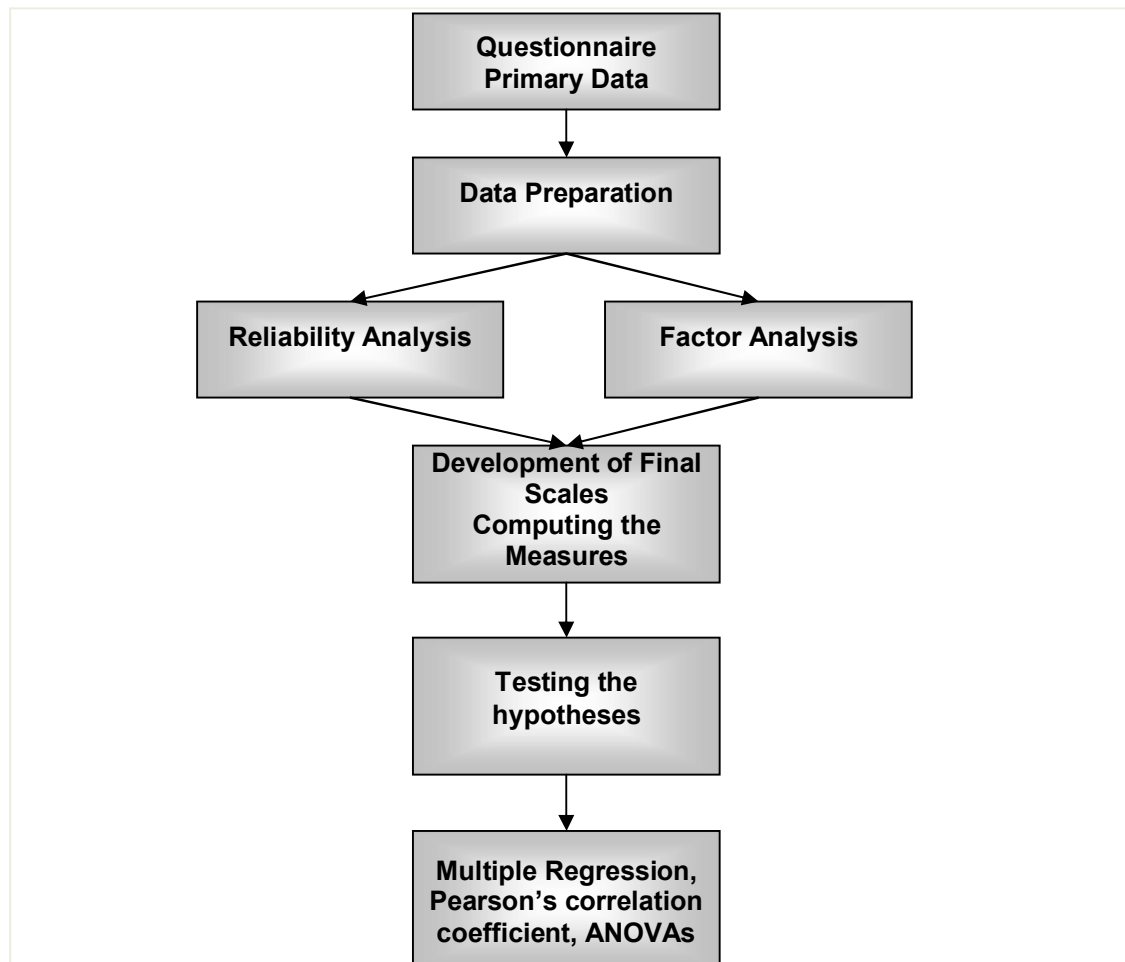 Questionnaire
Primary Data
Data Preparation
Reliability Analysis
Factor Analysis
Development of Final
Scales
Computing the
Measures
Testing the
hypotheses
Multiple Regression,
Pearson’s correlation
coefficient, ANOVAs